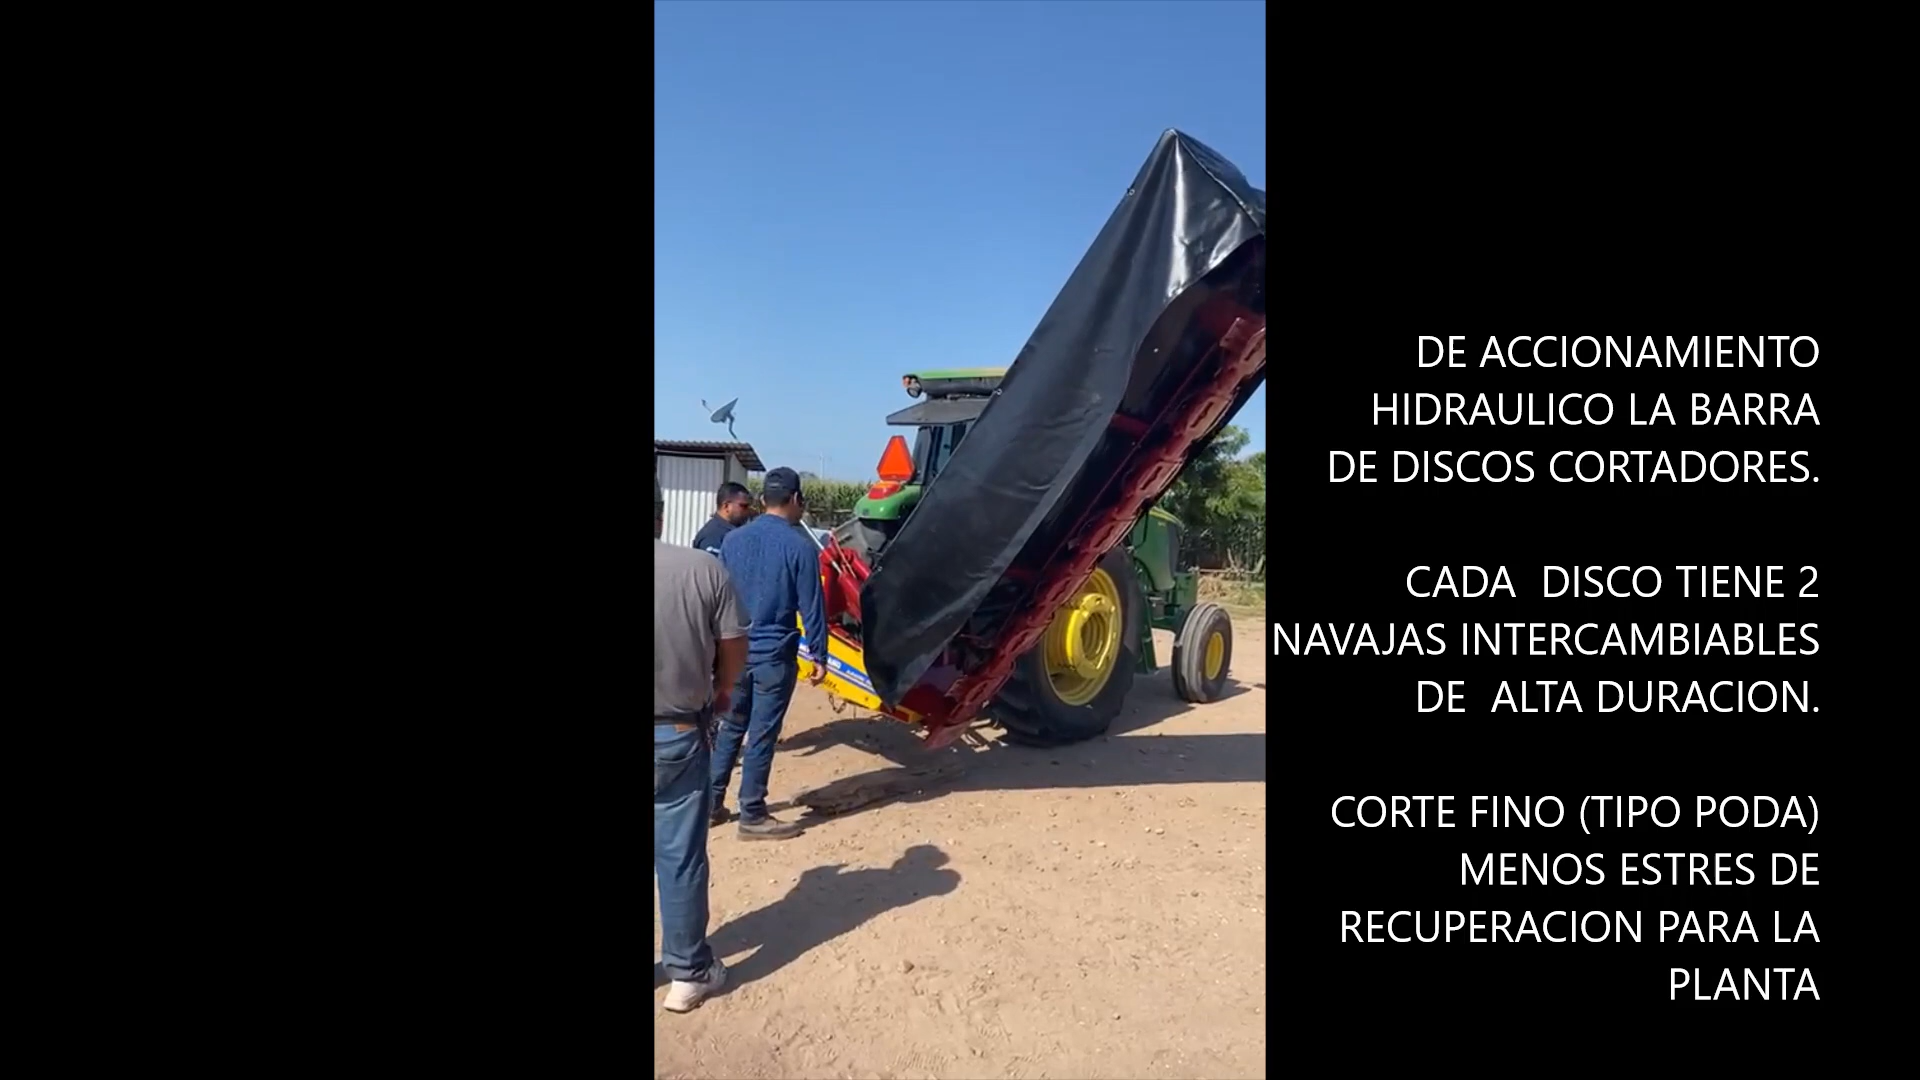 DE ACCIONAMIENTO
HIDRAULICO LA BARRA
DE DISCOS CORTADORES.
CADA  DISCO TIENE 2
NAVAJAS INTERCAMBIABLES
DE  ALTA DURACION.
CORTE FINO (TIPO PODA)
MENOS ESTRES DE
RECUPERACION PARA LA
PLANTA